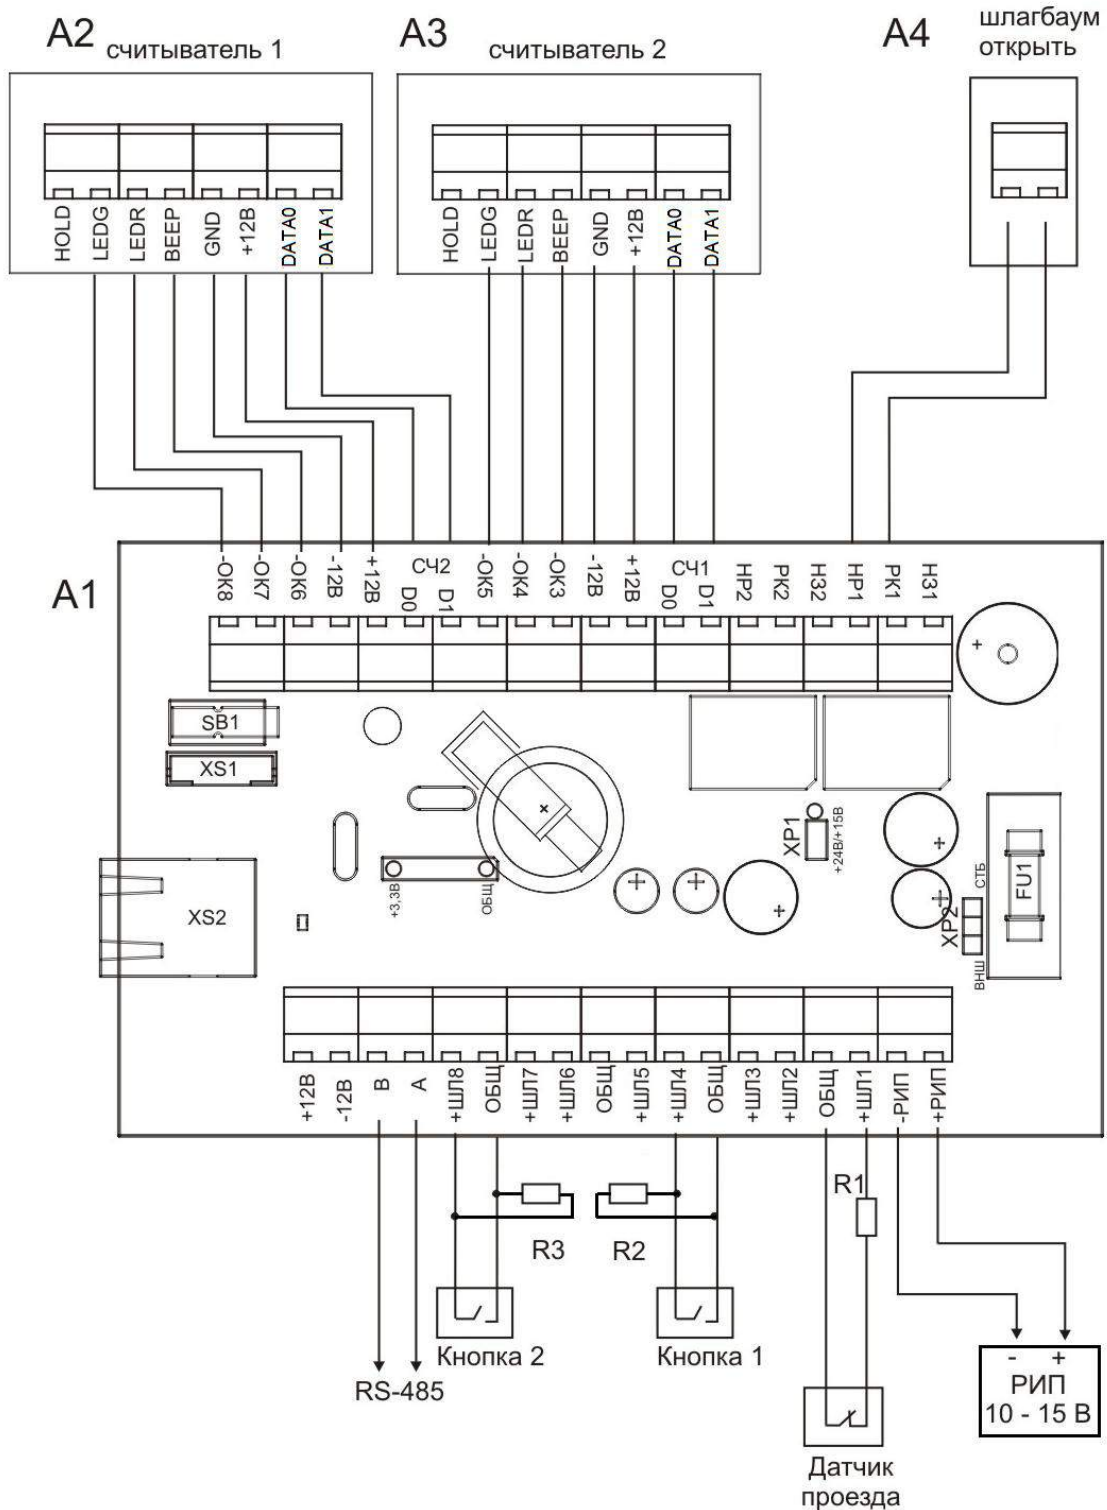 А2 считыватель 1
А3 считыватель 2
А4 шлагбаум
открыть
HOLD
LEDG
LEDR
BEEP
GND
+12В
DATA0
DATA1
HOLD
LEDG
LEDR
BEEP
GND
+12В
DATA0
DATA1
А1
-ОК8
-ОК7
-ОК6
-12В
+12В
СЧ2
D0
D1
-ОК5
-ОК4
-ОК3
-12В
+12В
СЧ1
D0
D1
НР2
РК2
НЗ2
НР1
РК1
НЗ1
+
SB1
XS1
XS2
+3,3В
ОБЩ
+
+
+
XP1
+24В/+15В
+
+
XP2
СТБ
ВНШ
FU1
+12В
-12В
B
A
+ШЛ8
ОБЩ
+ШЛ7
+ШЛ6
ОБЩ
+ШЛ5
+ШЛ4
ОБЩ
+ШЛ3
+ШЛ2
ОБЩ
+ШЛ1
-РИП
+РИП
R3
R2
R1
Кнопка 2
Кнопка 1
RS-485
- +
РИП
10 - 15 В
Датчик
проезда